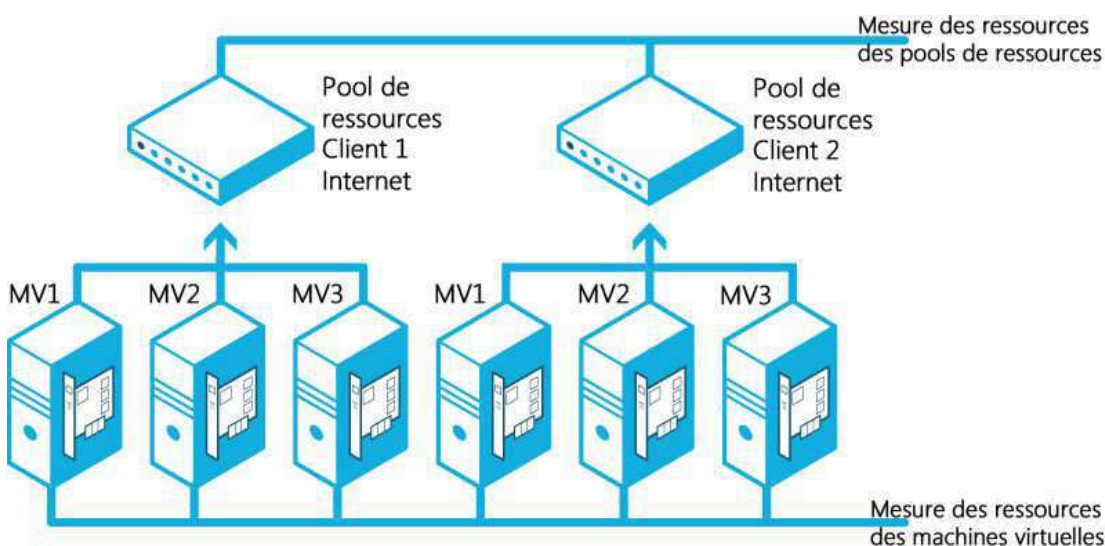 Mesure des ressources
des pools de ressources
Pool de
ressources
Client 1
Internet
Pool de
ressources
Client 2
Internet
MV1
MV2
MV3
MV1
MV2
MV3
Mesure des ressources
des machines virtuelles